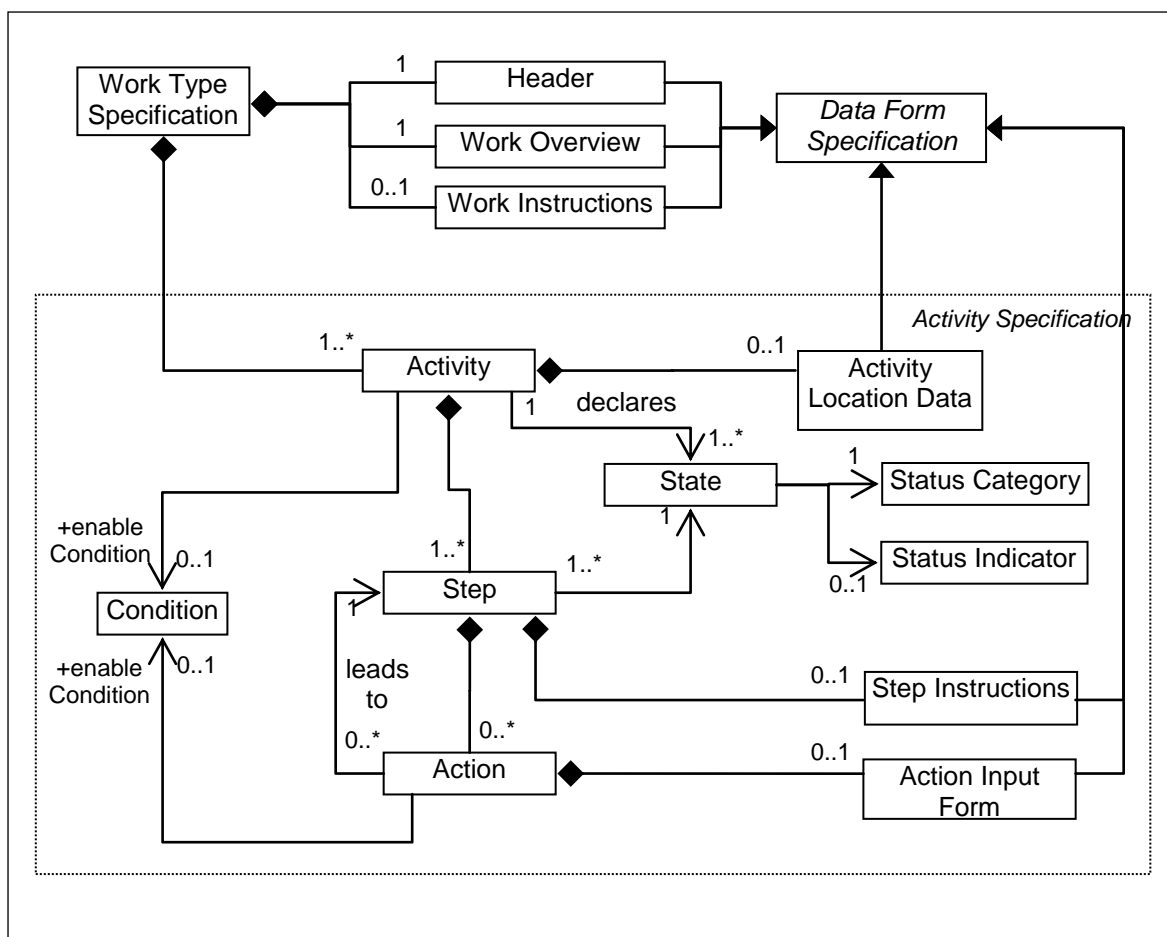 Work Type
Specification
1
Header
1
Work Overview
0..1
Work Instructions
Data Form
Specification
Activity Specification
1..*
Activity
0..1
Activity
Location Data
1
declares
1..*
State
1
Status Category
0..1
Status Indicator
1
+enable
Condition
0..1
Condition
+enable
Condition
0..1
1..*
1..*
Step
1
leads
to
0..*
0..*
Action
0..1
Step Instructions
0..1
Action Input
Form